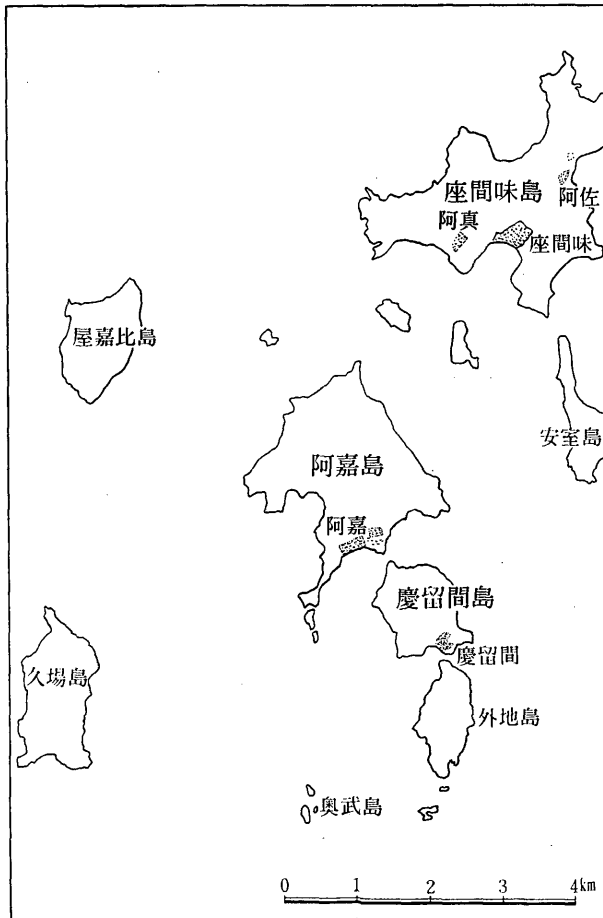 座間味島
阿佐
阿真
座間味
屋嘉比島
安室島
阿嘉島
阿嘉
慶留間島
慶留間
久場島
外地島
奥武島
0 1 2 3 4km